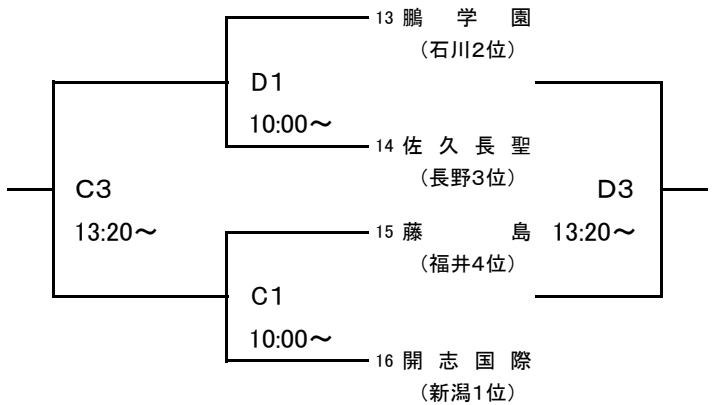 13 鵬学園
（石川2位）
D1
10:00～
14 佐久長聖
（長野3位）
C3
13:20～
D3
13:20～
15 藤島
（福井4位）
C1
10:00～
16 開志国際
（新潟1位）